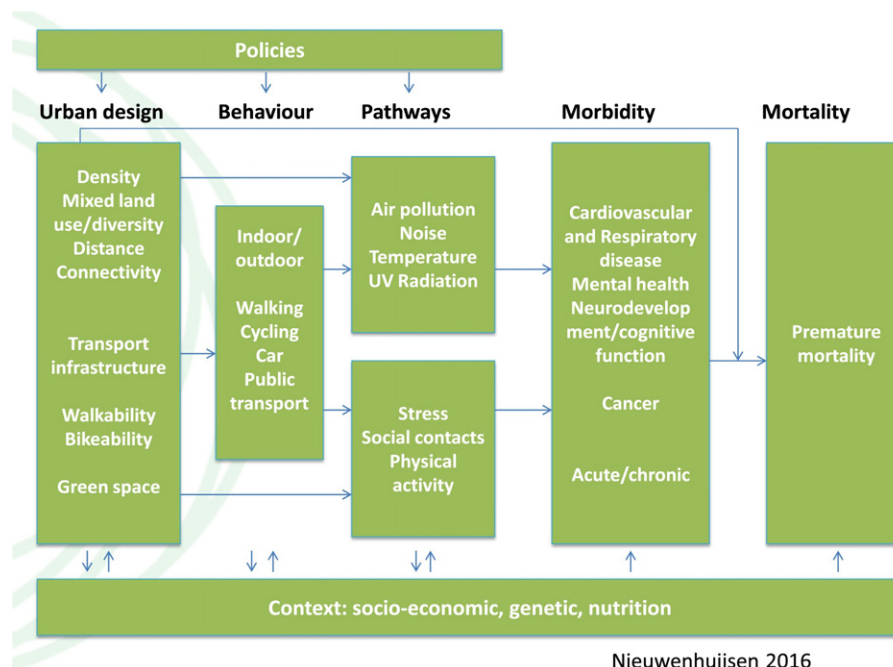 Policies
Urban design
Behaviour
Pathways
Morbidity
Mortality
Density
Mixed land
use/diversity
Distance
Connectivity
Transport
infrastructure
Walkability
Bikeability
Green space
Indoor/
outdoor
Walking
Cycling
Car
Public
transport
Air pollution
Noise
Temperature
UV Radiation
Stress
Social contacts
Physical
activity
Cardiovascular
and Respiratory
disease
Mental health
Neurodevelop
ment/cognitive
function
Cancer
Acute/chronic
Premature
mortality
Context: socio-economic, genetic, nutrition
Nieuwenhuijsen 2016